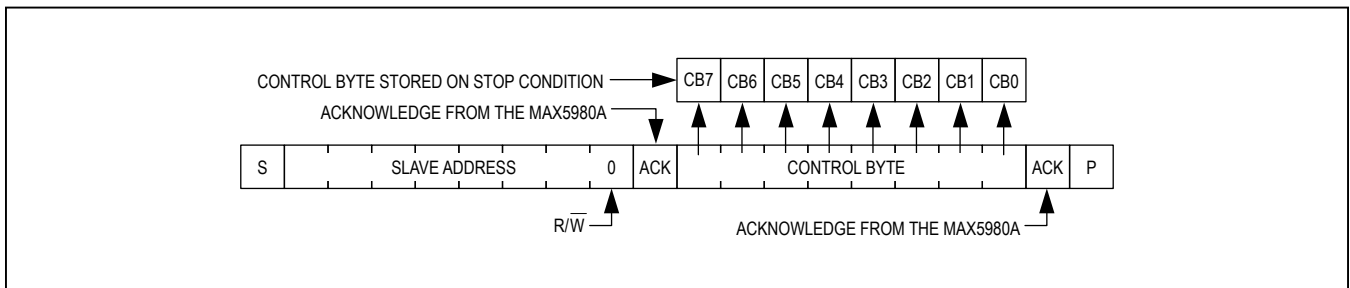 CONTROL BYTE STORED ON STOP CONDITION CB7 CB6 CB5 CB4 CB3 CB2 CB1 CB0
ACKNOWLEDGE FROM THE MAX5980A
S SLAVE ADDRESS 0 ACK CONTROL BYTE ACK P
R/W̅ ACKNOWLEDGE FROM THE MAX5980A